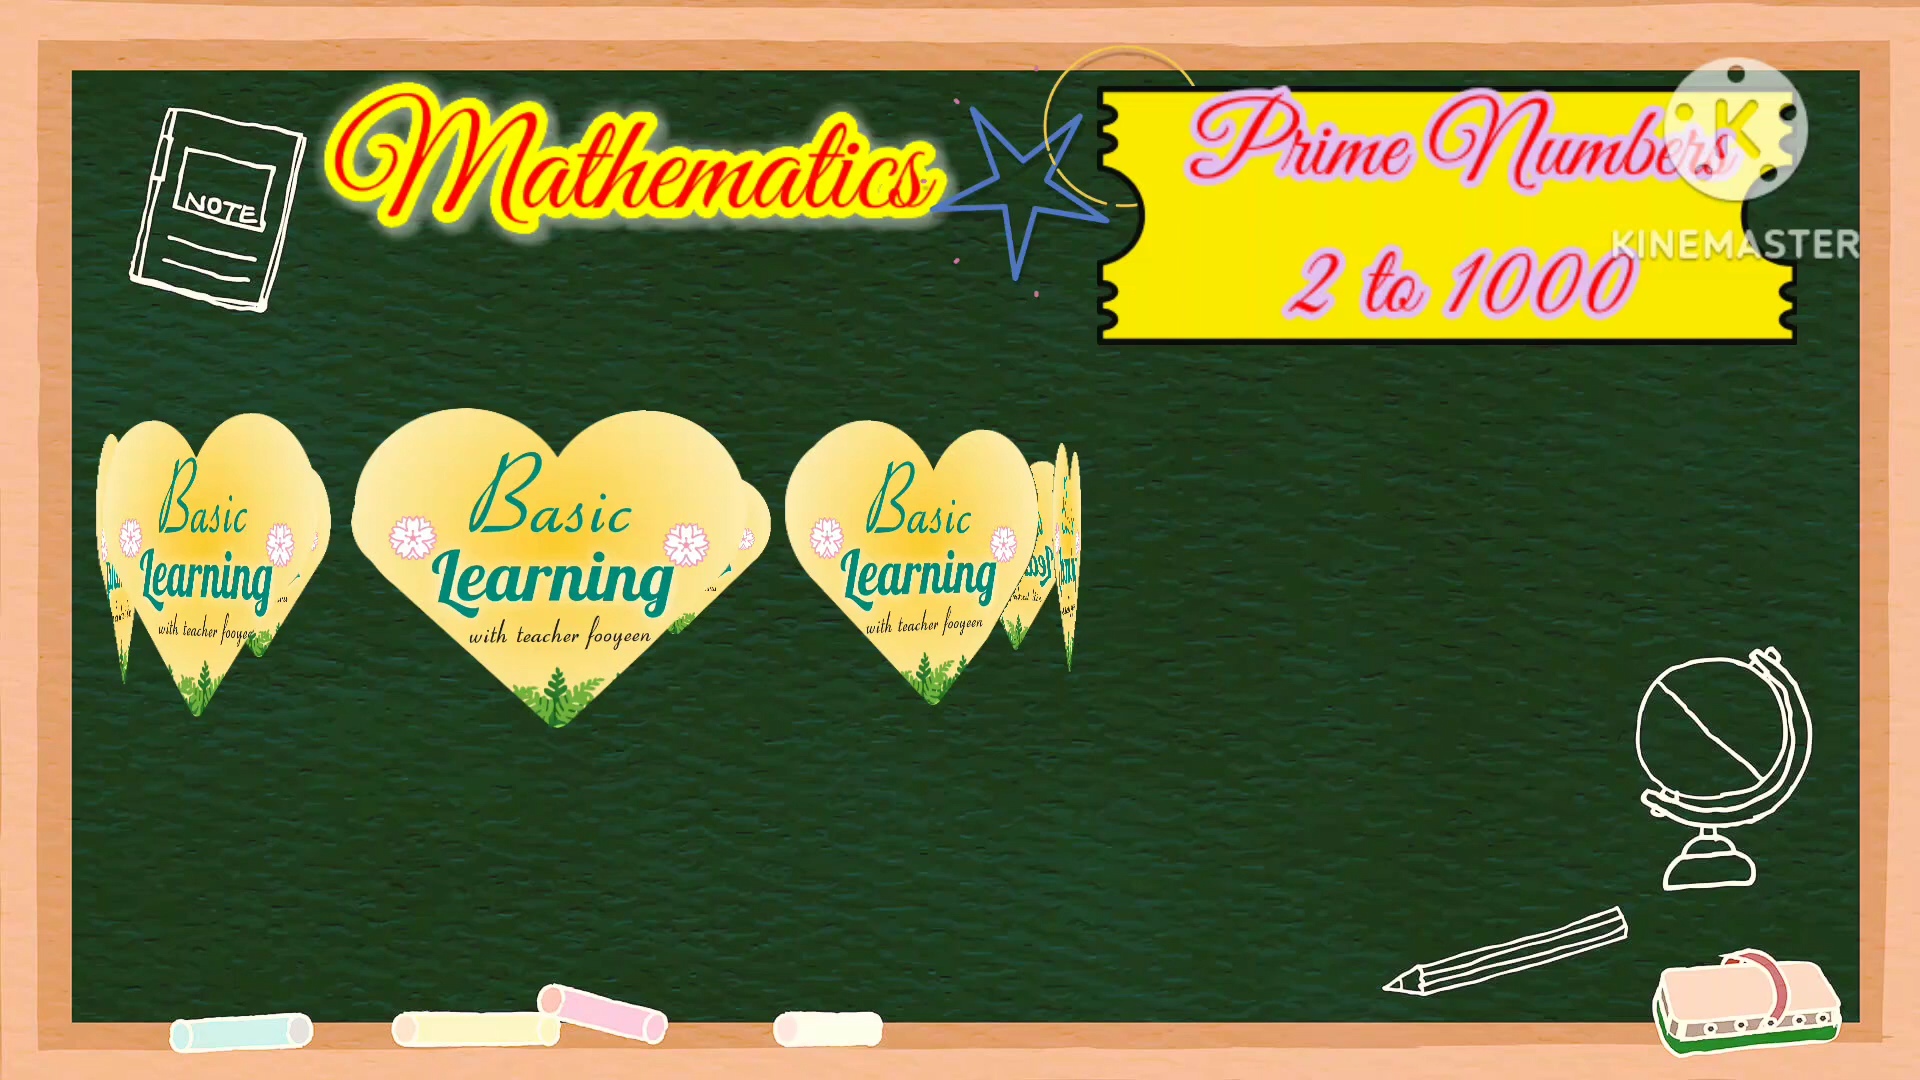 NOTE
Mathematics
Prime Numbers
2 to 1000
KINEMASTER
Basic
Learning
with teacher fooyeen
Basic
Learning
with teacher fooyeen
Basic
Learning
with teacher fooyeen